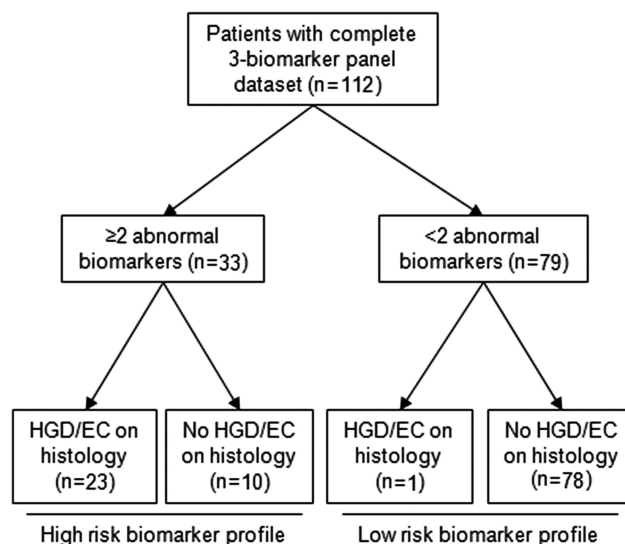 Patients with complete
3-biomarker panel
dataset (n=112)
≥2 abnormal
biomarkers (n=33)
<2 abnormal
biomarkers (n=79)
HGD/EC on
histology
(n=23)
No HGD/EC
on histology
(n=10)
HGD/EC on
histology
(n=1)
No HGD/EC
on histology
(n=78)
High risk biomarker profile
Low risk biomarker profile